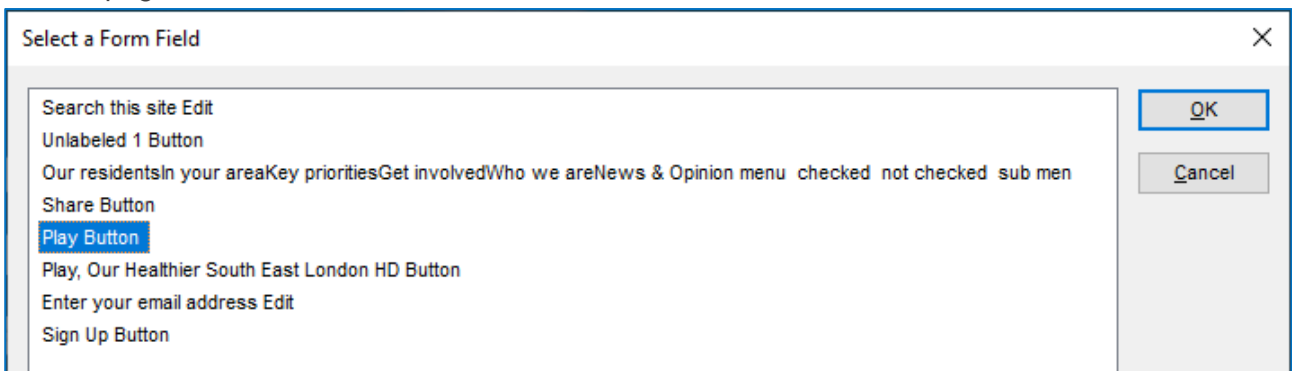 Select a Form Field
Search this site Edit
OK
Unlabeled 1 Button
Our residentsIn your areaKey prioritiesGet involvedWho we areNews & Opinion menu  checked  not checked  sub men
Cancel
Share Button
Play Button
Play, Our Healthier South East London HD Button
Enter your email address Edit
Sign Up Button